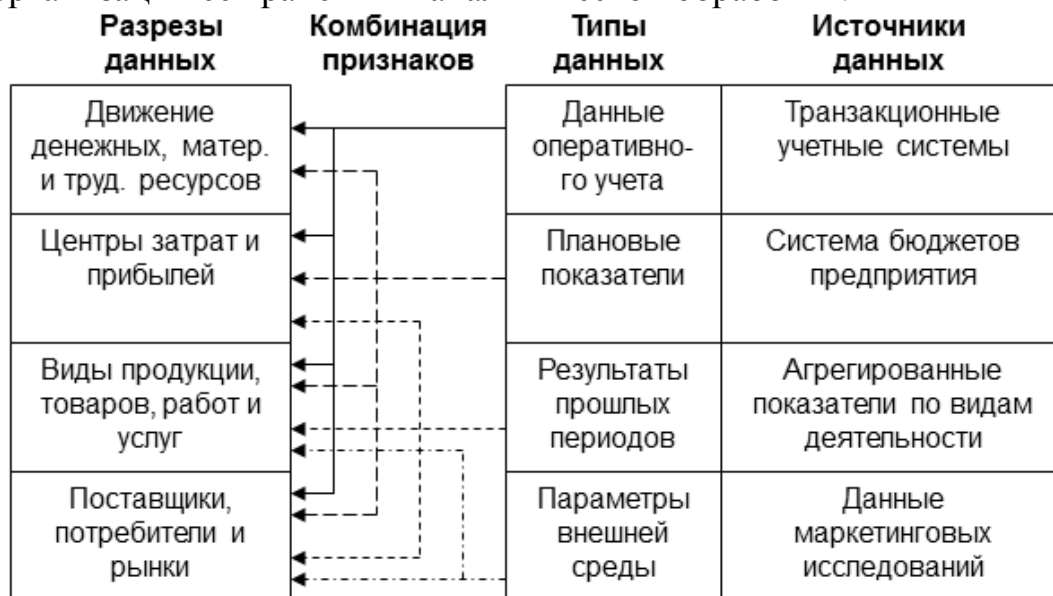 Разрезы данных
Комбинация признаков
Типы данных
Источники данных
Движение
денежных, матер.
и труд. ресурсов
Данные
оперативно-
го учета
Транзакционные
учетные системы
Центры затрат и
прибылей
Плановые
показатели
Система бюджетов
предприятия
Виды продукции,
товаров, работ и
услуг
Результаты
прошлых
периодов
Агрегированные
показатели по видам
деятельности
Поставщики,
потребители и
рынки
Параметры
внешней
среды
Данные
маркетинговых
исследований